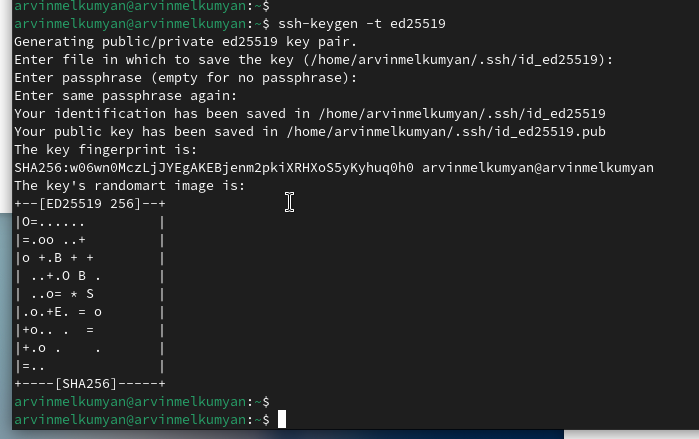 arvinmelkumyan@arvinmelkumyan:~$
arvinmelkumyan@arvinmelkumyan:~$ ssh-keygen -t ed25519
Generating public/private ed25519 key pair.
Enter file in which to save the key (/home/arvinmelkumyan/.ssh/id_ed25519):
Enter passphrase (empty for no passphrase):
Enter same passphrase again:
Your identification has been saved in /home/arvinmelkumyan/.ssh/id_ed25519
Your public key has been saved in /home/arvinmelkumyan/.ssh/id_ed25519.pub
The key fingerprint is:
SHA256:w06wn0MczLjJYEgAKEBjenm2pkiXRHXoS5yKyhuq0h0 arvinmelkumyan@arvinmelkumyan
The key's randomart image is:
+--[ED25519 256]--+
|O=......         |
|=.oo ..+         |
|o +.B + +        |
| ..+.O B .       |
| ..o= * S        |
|.o.+E. = o       |
|+o.. .  =        |
|+.o .    .       |
|=..              |
+----[SHA256]-----+
arvinmelkumyan@arvinmelkumyan:~$
arvinmelkumyan@arvinmelkumyan:~$